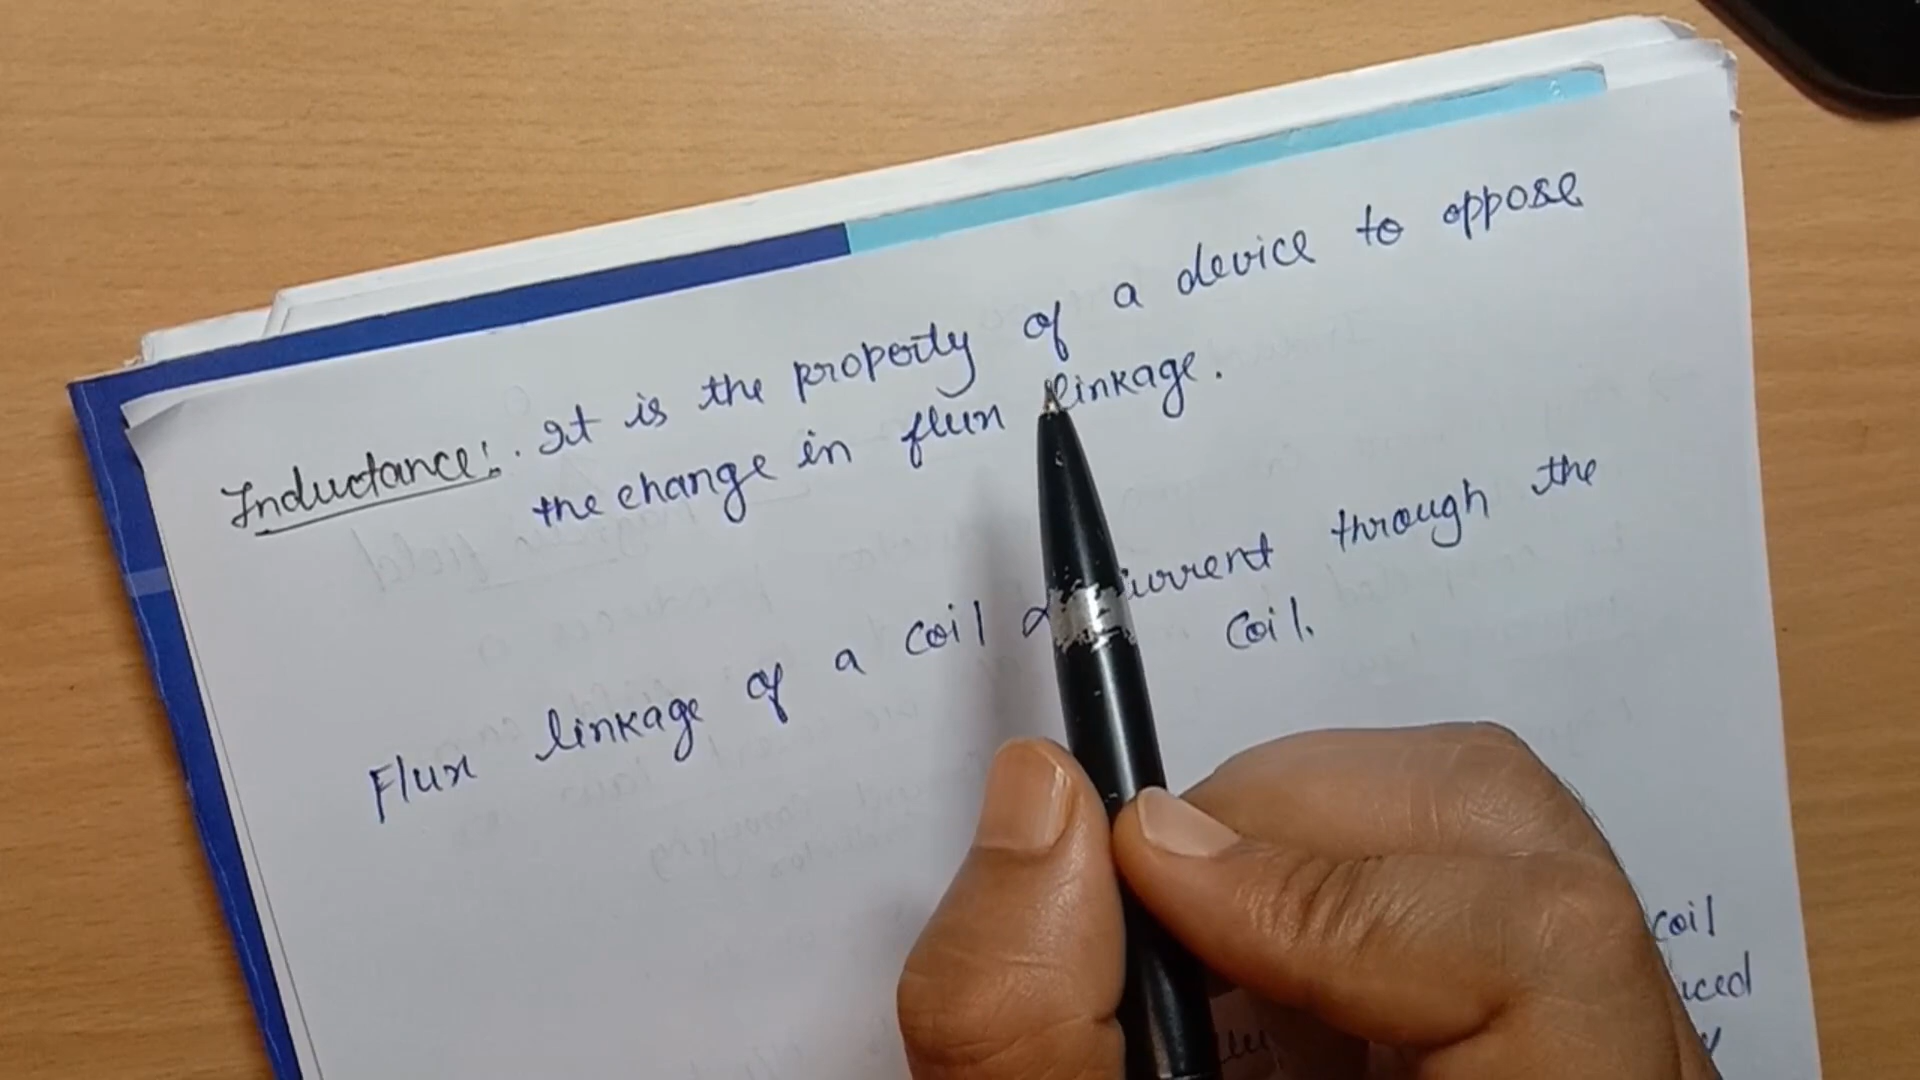 Inductance:. It is the property of a device to oppose
the change in flux linkage.
Flux linkage of a coil α current through the
coil.
coil